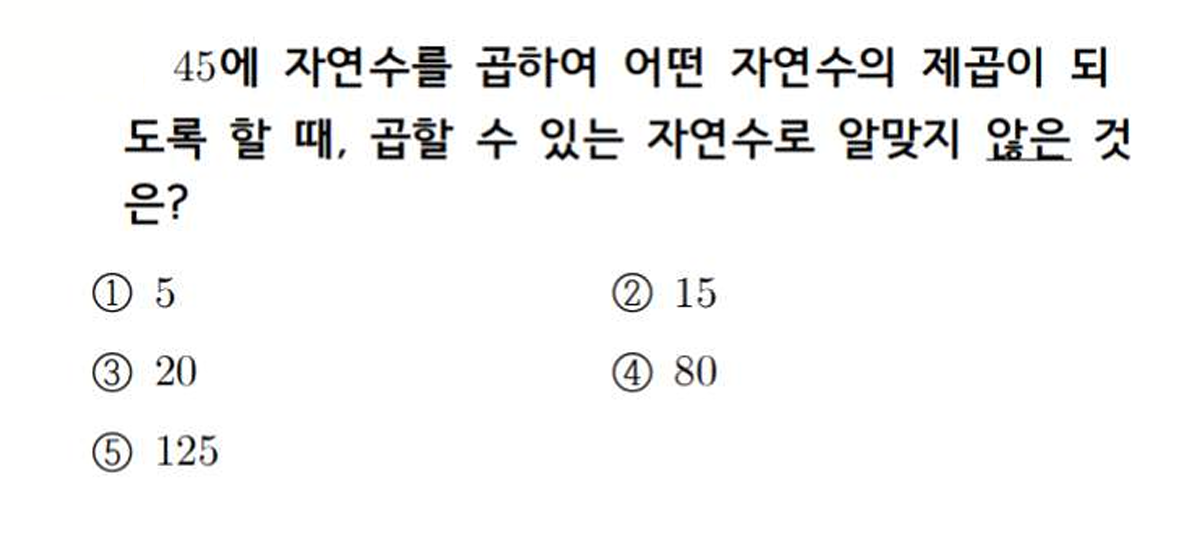 45에 자연수를 곱하여 어떤 자연수의 제곱이 되
도록 할 때, 곱할 수 있는 자연수로 알맞지 않은 것
은?
① 5 ② 15
③ 20 ④ 80
⑤ 125